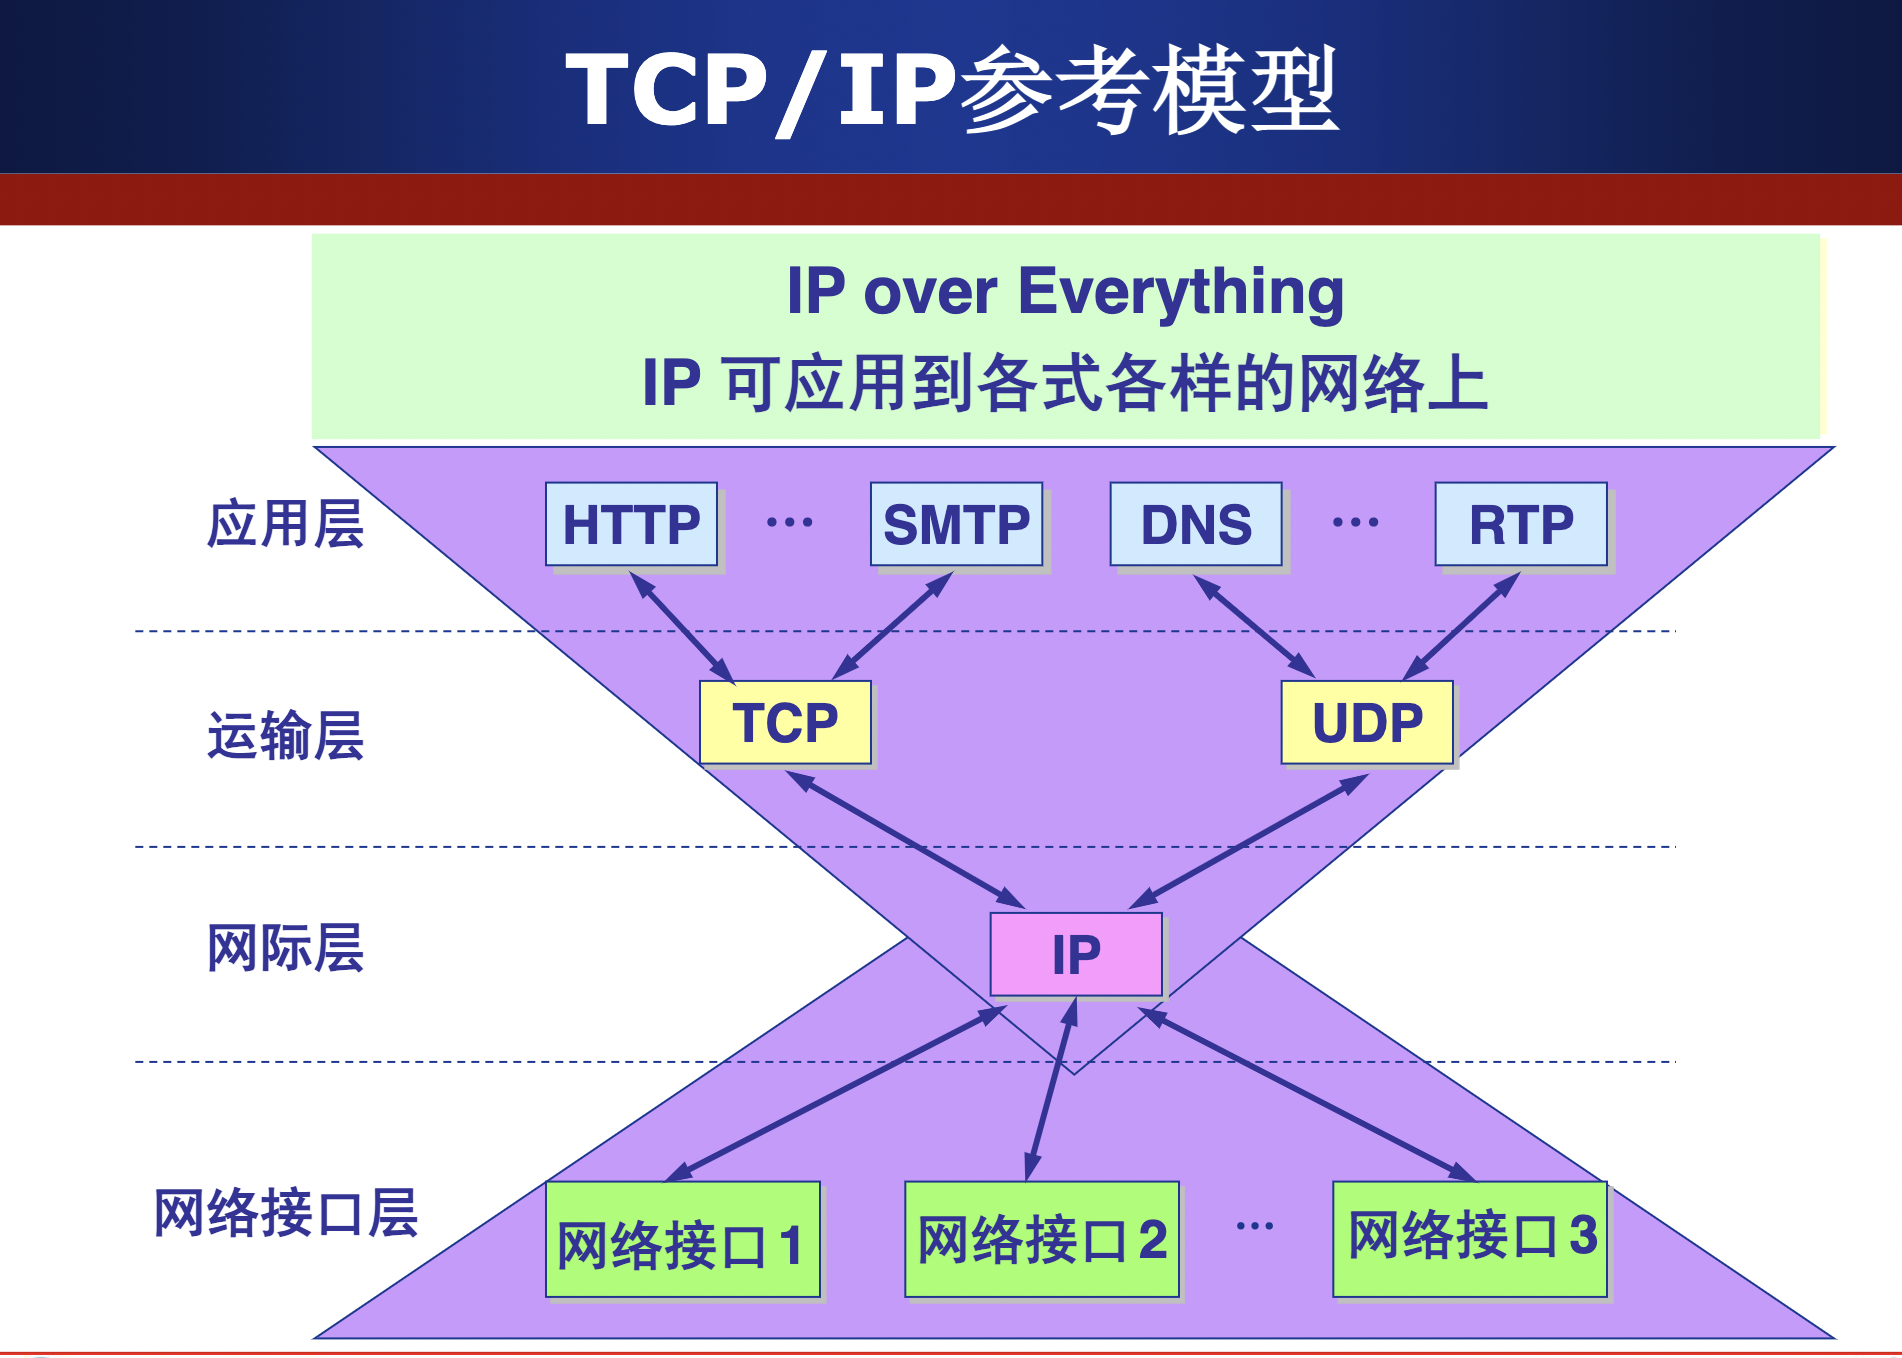 TCP/IP参考模型
IP over Everything
IP 可应用到各式各样的网络上
应用层
HTTP … SMTP DNS … RTP
运输层
TCP UDP
网际层
IP
网络接口层
网络接口1 网络接口2 … 网络接口3